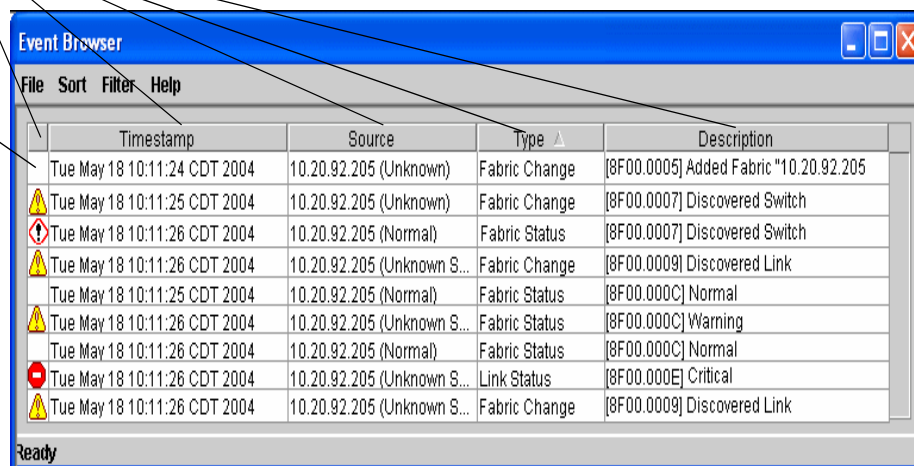 Event Browser
File Sort Filter Help
Timestamp Source Type Description
Tue May 18 10:11:24 CDT 2004 10.20.92.205 (Unknown) Fabric Change [8F00.0005] Added Fabric "10.20.92.205
Tue May 18 10:11:25 CDT 2004 10.20.92.205 (Unknown) Fabric Change [8F00.0007] Discovered Switch
Tue May 18 10:11:26 CDT 2004 10.20.92.205 (Normal) Fabric Status [8F00.0007] Discovered Switch
Tue May 18 10:11:26 CDT 2004 10.20.92.205 (Unknown S... Fabric Change [8F00.0009] Discovered Link
Tue May 18 10:11:25 CDT 2004 10.20.92.205 (Normal) Fabric Status [8F00.000C] Normal
Tue May 18 10:11:26 CDT 2004 10.20.92.205 (Unknown S... Fabric Status [8F00.000C] Warning
Tue May 18 10:11:26 CDT 2004 10.20.92.205 (Normal) Fabric Status [8F00.000C] Normal
Tue May 18 10:11:26 CDT 2004 10.20.92.205 (Unknown S... Link Status [8F00.000E] Critical
Tue May 18 10:11:26 CDT 2004 10.20.92.205 (Unknown S... Fabric Change [8F00.0009] Discovered Link
Ready